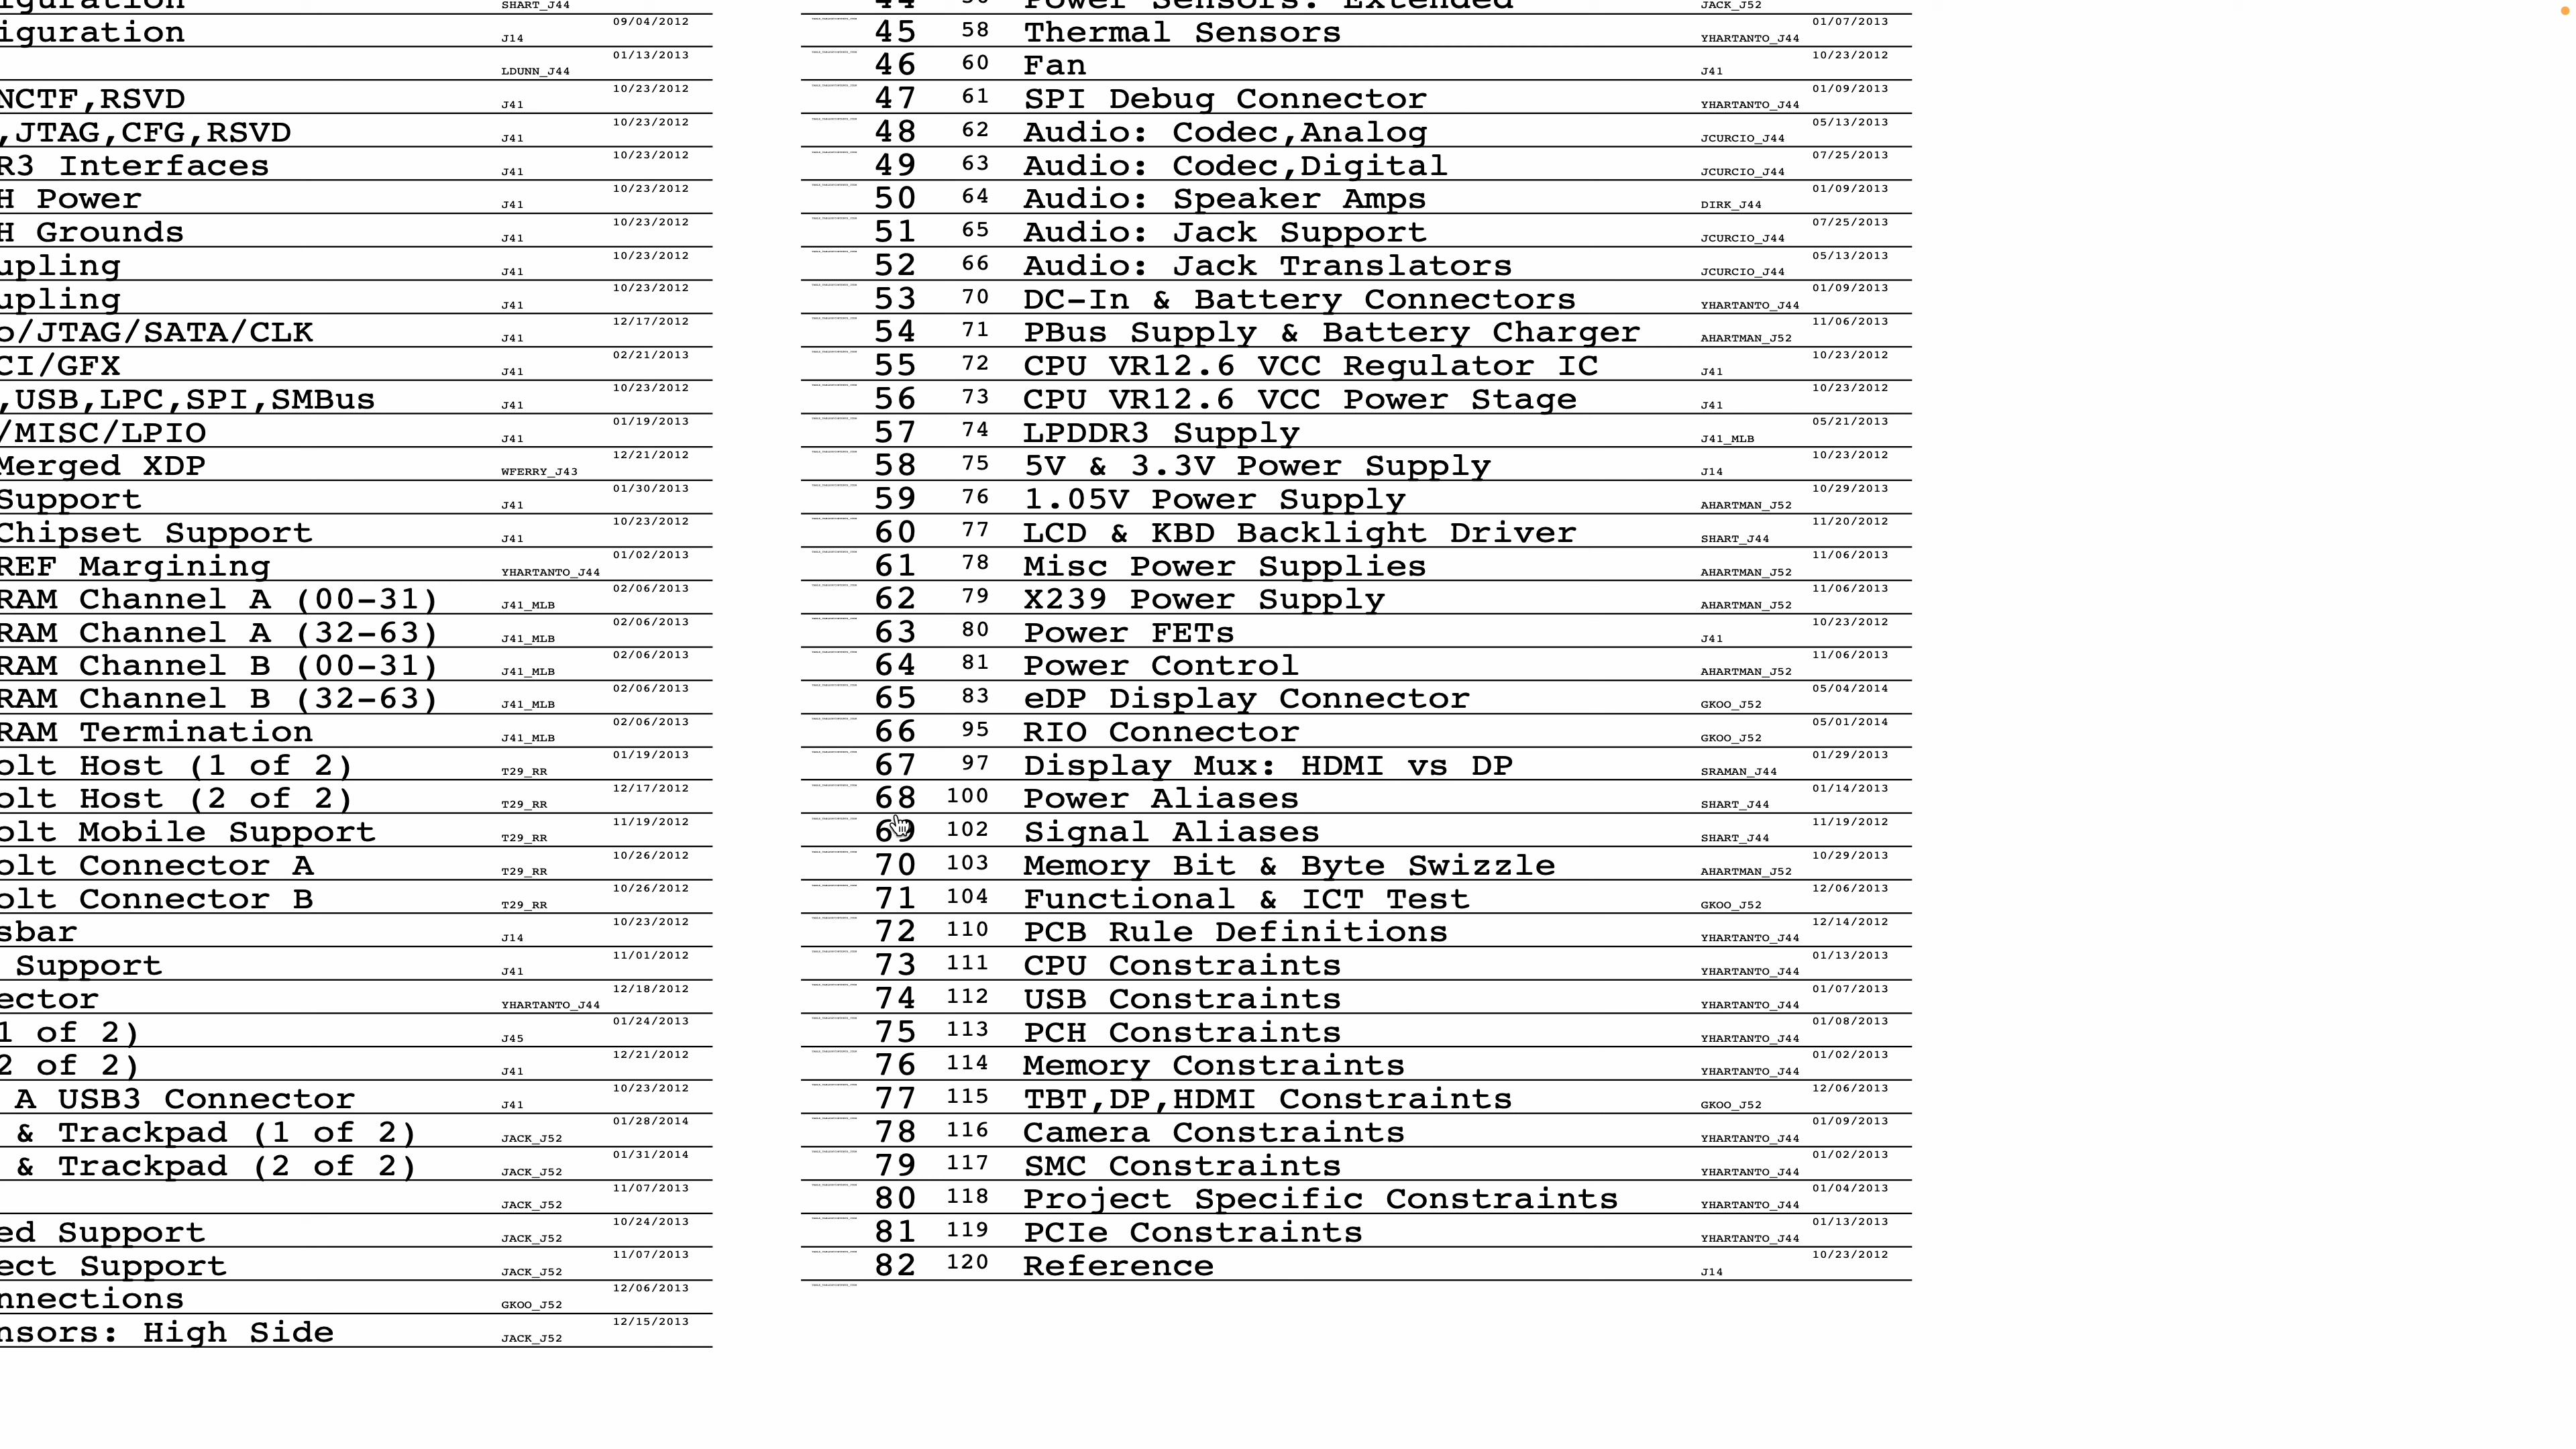 iguration SHART_J44
iguration J14 09/04/2012
LDUNN_J44 01/13/2013
NCTF,RSVD J41 10/23/2012
,JTAG,CFG,RSVD J41 10/23/2012
R3 Interfaces J41 10/23/2012
H Power J41 10/23/2012
H Grounds J41 10/23/2012
upling J41 10/23/2012
upling J41 10/23/2012
o/JTAG/SATA/CLK J41 12/17/2012
CI/GFX J41 02/21/2013
,USB,LPC,SPI,SMBus J41 10/23/2012
/MISC/LPIO J41 01/19/2013
Merged XDP WFERRY_J43 12/21/2012
Support J41 01/30/2013
Chipset Support J41 10/23/2012
REF Margining YHARTANTO_J44 01/02/2013
RAM Channel A (00-31) J41_MLB 02/06/2013
RAM Channel A (32-63) J41_MLB 02/06/2013
RAM Channel B (00-31) J41_MLB 02/06/2013
RAM Channel B (32-63) J41_MLB 02/06/2013
RAM Termination J41_MLB 02/06/2013
olt Host (1 of 2) T29_RR 01/19/2013
olt Host (2 of 2) T29_RR 12/17/2012
olt Mobile Support T29_RR 11/19/2012
olt Connector A T29_RR 10/26/2012
olt Connector B T29_RR 10/26/2012
sbar J14 10/23/2012
Support J41 11/01/2012
ector YHARTANTO_J44 12/18/2012
1 of 2) J45 01/24/2013
2 of 2) J41 12/21/2012
A USB3 Connector J41 10/23/2012
& Trackpad (1 of 2) JACK_J52 01/28/2014
& Trackpad (2 of 2) JACK_J52 01/31/2014
JACK_J52 11/07/2013
ed Support JACK_J52 10/24/2013
ect Support JACK_J52 11/07/2013
nnections GKOO_J52 12/06/2013
nsors: High Side JACK_J52 12/15/2013
44 Power Sensors: Extended JACK_J52
45 58 Thermal Sensors YHARTANTO_J44 01/07/2013
46 60 Fan J41 10/23/2012
47 61 SPI Debug Connector YHARTANTO_J44 01/09/2013
48 62 Audio: Codec,Analog JCURCIO_J44 05/13/2013
49 63 Audio: Codec,Digital JCURCIO_J44 07/25/2013
50 64 Audio: Speaker Amps DIRK_J44 01/09/2013
51 65 Audio: Jack Support JCURCIO_J44 07/25/2013
52 66 Audio: Jack Translators JCURCIO_J44 05/13/2013
53 70 DC-In & Battery Connectors YHARTANTO_J44 01/09/2013
54 71 PBus Supply & Battery Charger AHARTMAN_J52 11/06/2013
55 72 CPU VR12.6 VCC Regulator IC J41 10/23/2012
56 73 CPU VR12.6 VCC Power Stage J41 10/23/2012
57 74 LPDDR3 Supply J41_MLB 05/21/2013
58 75 5V & 3.3V Power Supply J14 10/23/2012
59 76 1.05V Power Supply AHARTMAN_J52 10/29/2013
60 77 LCD & KBD Backlight Driver SHART_J44 11/20/2012
61 78 Misc Power Supplies AHARTMAN_J52 11/06/2013
62 79 X239 Power Supply AHARTMAN_J52 11/06/2013
63 80 Power FETs J41 10/23/2012
64 81 Power Control AHARTMAN_J52 11/06/2013
65 83 eDP Display Connector GKOO_J52 05/04/2014
66 95 RIO Connector GKOO_J52 05/01/2014
67 97 Display Mux: HDMI vs DP SRAMAN_J44 01/29/2013
68 100 Power Aliases SHART_J44 01/14/2013
69 102 Signal Aliases SHART_J44 11/19/2012
70 103 Memory Bit & Byte Swizzle AHARTMAN_J52 10/29/2013
71 104 Functional & ICT Test GKOO_J52 12/06/2013
72 110 PCB Rule Definitions YHARTANTO_J44 12/14/2012
73 111 CPU Constraints YHARTANTO_J44 01/13/2013
74 112 USB Constraints YHARTANTO_J44 01/07/2013
75 113 PCH Constraints YHARTANTO_J44 01/08/2013
76 114 Memory Constraints YHARTANTO_J44 01/02/2013
77 115 TBT,DP,HDMI Constraints GKOO_J52 12/06/2013
78 116 Camera Constraints YHARTANTO_J44 01/09/2013
79 117 SMC Constraints YHARTANTO_J44 01/02/2013
80 118 Project Specific Constraints YHARTANTO_J44 01/04/2013
81 119 PCIe Constraints YHARTANTO_J44 01/13/2013
82 120 Reference J14 10/23/2012